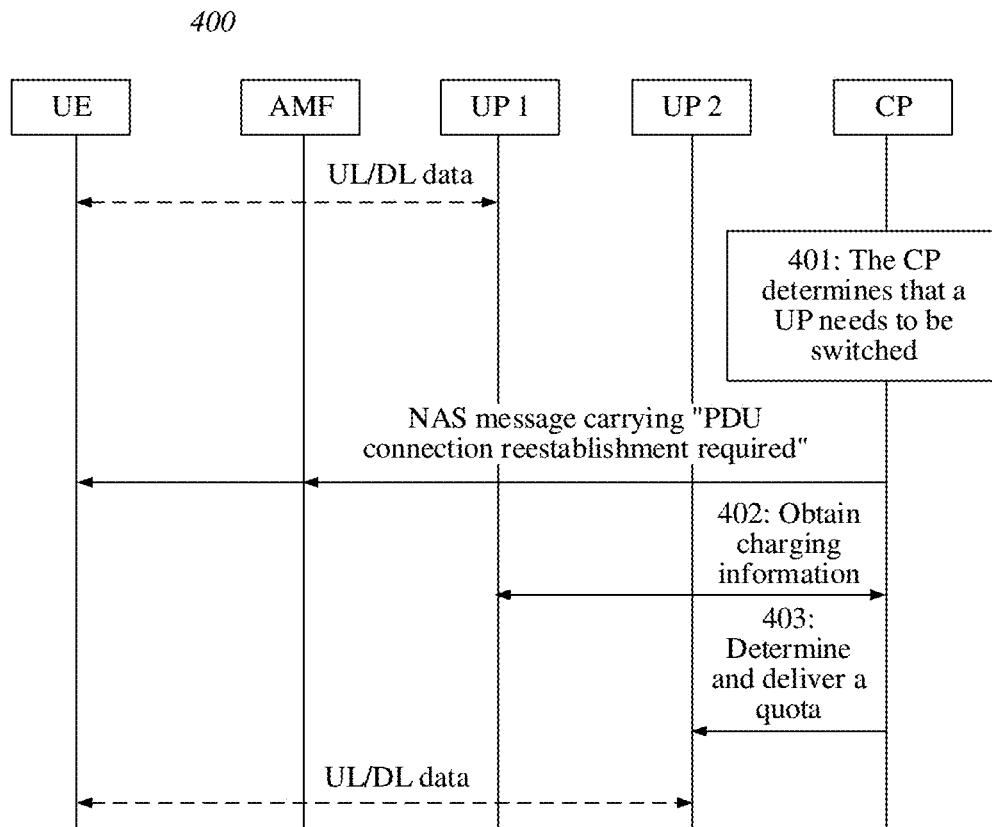 400
UE
AMF
UP 1
UP 2
CP
UL/DL data
401: The CP
determines that a
UP needs to be
switched
NAS message carrying "PDU
connection reestablishment required"
402: Obtain
charging
information
403:
Determine
and deliver a
quota
UL/DL data